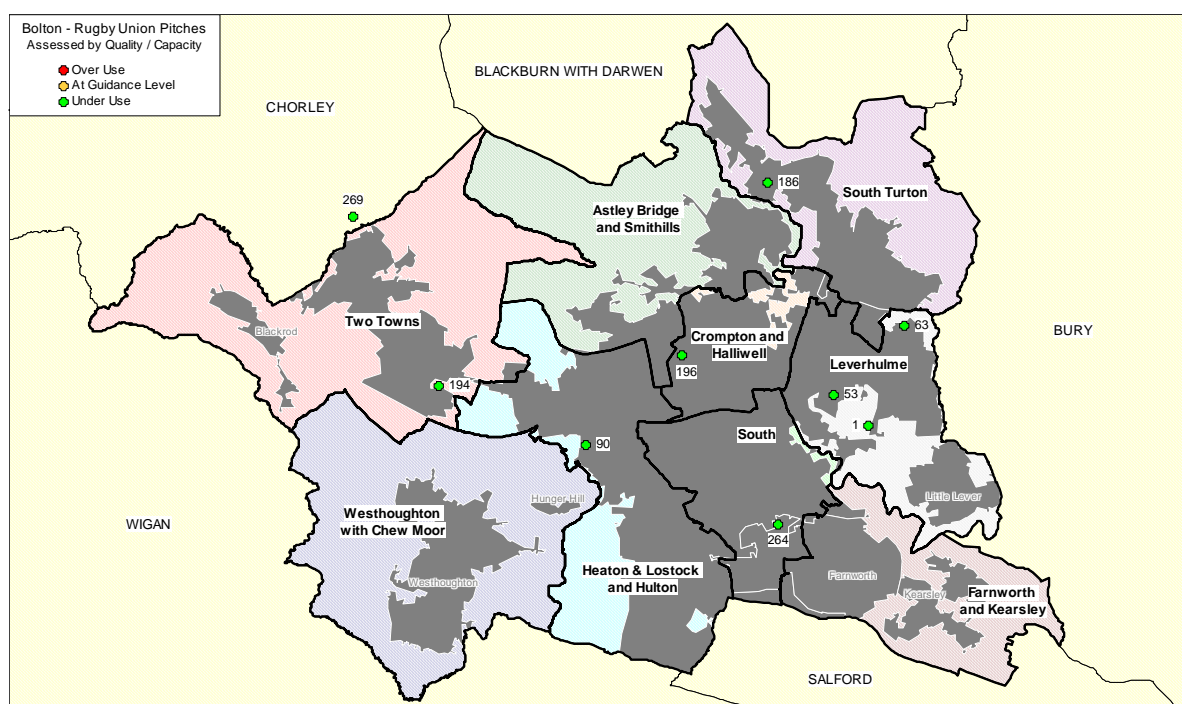 Bolton - Rugby Union Pitches
Assessed by Quality / Capacity
Over Use
At Guidance Level
Under Use
BLACKBURN WITH DARWEN
CHORLEY
186
South Turton
269
Astley Bridge
and Smithills
Two Towns
Blackrod
63
BURY
Crompton and
Halliwell
196
Leverhulme
194
53
1
South
90
Little Lever
Hunger Hill
WIGAN
Westhoughton
with Chew Moor
264
Westhoughton
Heaton & Lostock
and Hulton
Farnworth
Kearsley
Farnworth
and Kearsley
SALFORD